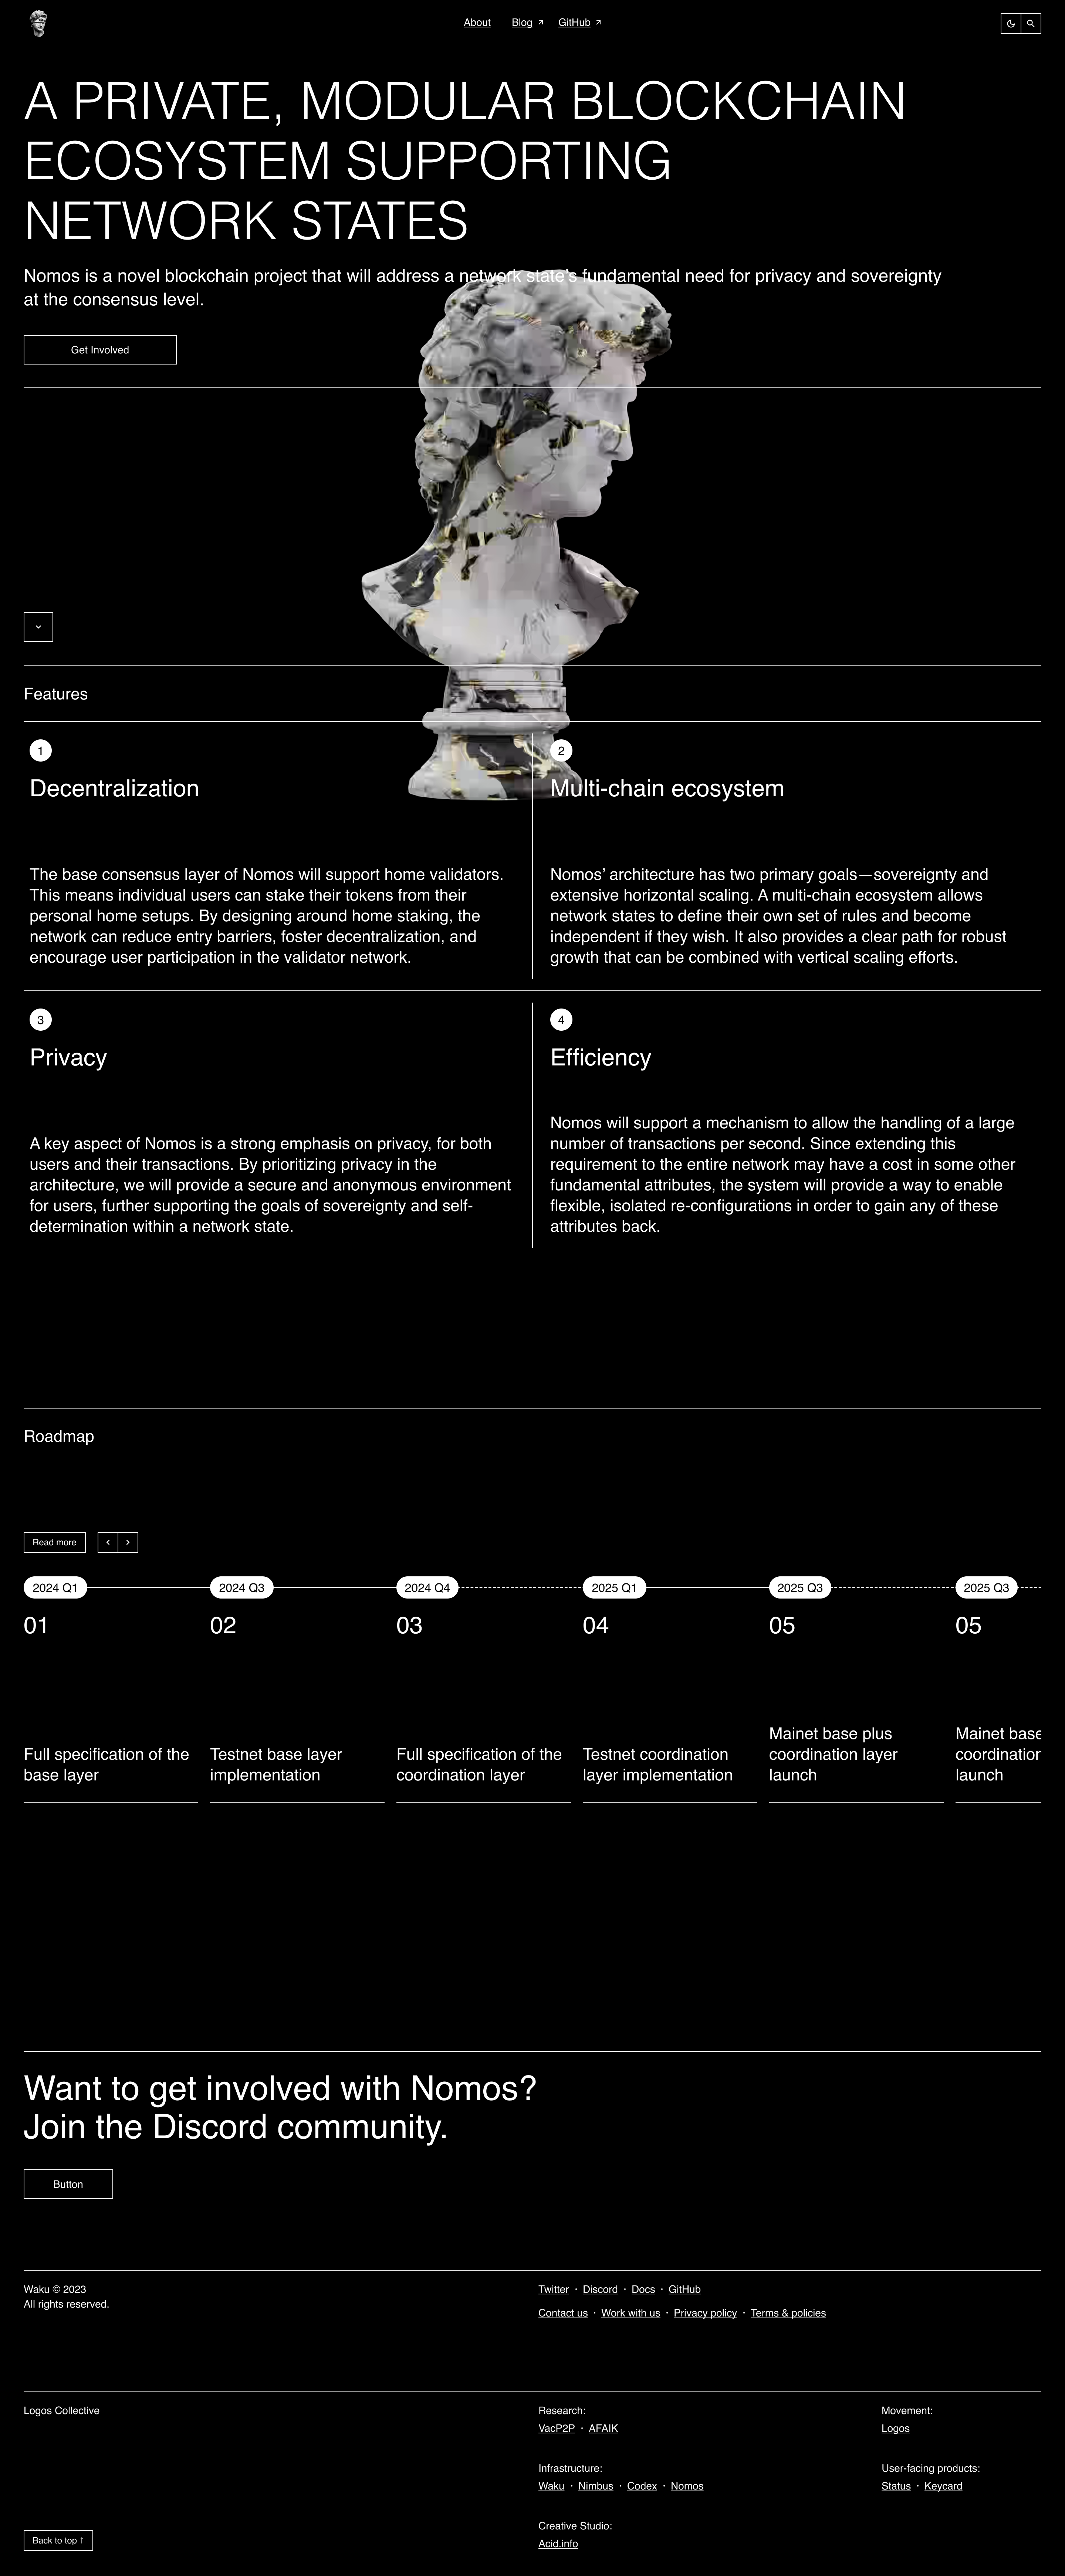 About Blog ↗ GitHub ↗
A PRIVATE, MODULAR BLOCKCHAIN
ECOSYSTEM SUPPORTING
NETWORK STATES
Nomos is a novel blockchain project that will address a network state's fundamental need for privacy and sovereignty
at the consensus level.
Get Involved
Features
1
Decentralization
The base consensus layer of Nomos will support home validators.
This means individual users can stake their tokens from their
personal home setups. By designing around home staking, the
network can reduce entry barriers, foster decentralization, and
encourage user participation in the validator network.
2
Multi-chain ecosystem
Nomos’ architecture has two primary goals—sovereignty and
extensive horizontal scaling. A multi-chain ecosystem allows
network states to define their own set of rules and become
independent if they wish. It also provides a clear path for robust
growth that can be combined with vertical scaling efforts.
3
Privacy
A key aspect of Nomos is a strong emphasis on privacy, for both
users and their transactions. By prioritizing privacy in the
architecture, we will provide a secure and anonymous environment
for users, further supporting the goals of sovereignty and self-
determination within a network state.
4
Efficiency
Nomos will support a mechanism to allow the handling of a large
number of transactions per second. Since extending this
requirement to the entire network may have a cost in some other
fundamental attributes, the system will provide a way to enable
flexible, isolated re-configurations in order to gain any of these
attributes back.
Roadmap
Read more
2024 Q1
01
Full specification of the
base layer
2024 Q3
02
Testnet base layer
implementation
2024 Q4
03
Full specification of the
coordination layer
2025 Q1
04
Testnet coordination
layer implementation
2025 Q3
05
Mainet base plus
coordination layer
launch
2025 Q3
05
Mainet base
coordination
launch
Want to get involved with Nomos?
Join the Discord community.
Button
Waku © 2023
All rights reserved.
Twitter · Discord · Docs · GitHub
Contact us · Work with us · Privacy policy · Terms & policies
Logos Collective
Research:
VacP2P · AFAIK
Movement:
Logos
Infrastructure:
Waku · Nimbus · Codex · Nomos
User-facing products:
Status · Keycard
Creative Studio:
Acid.info
Back to top ↑